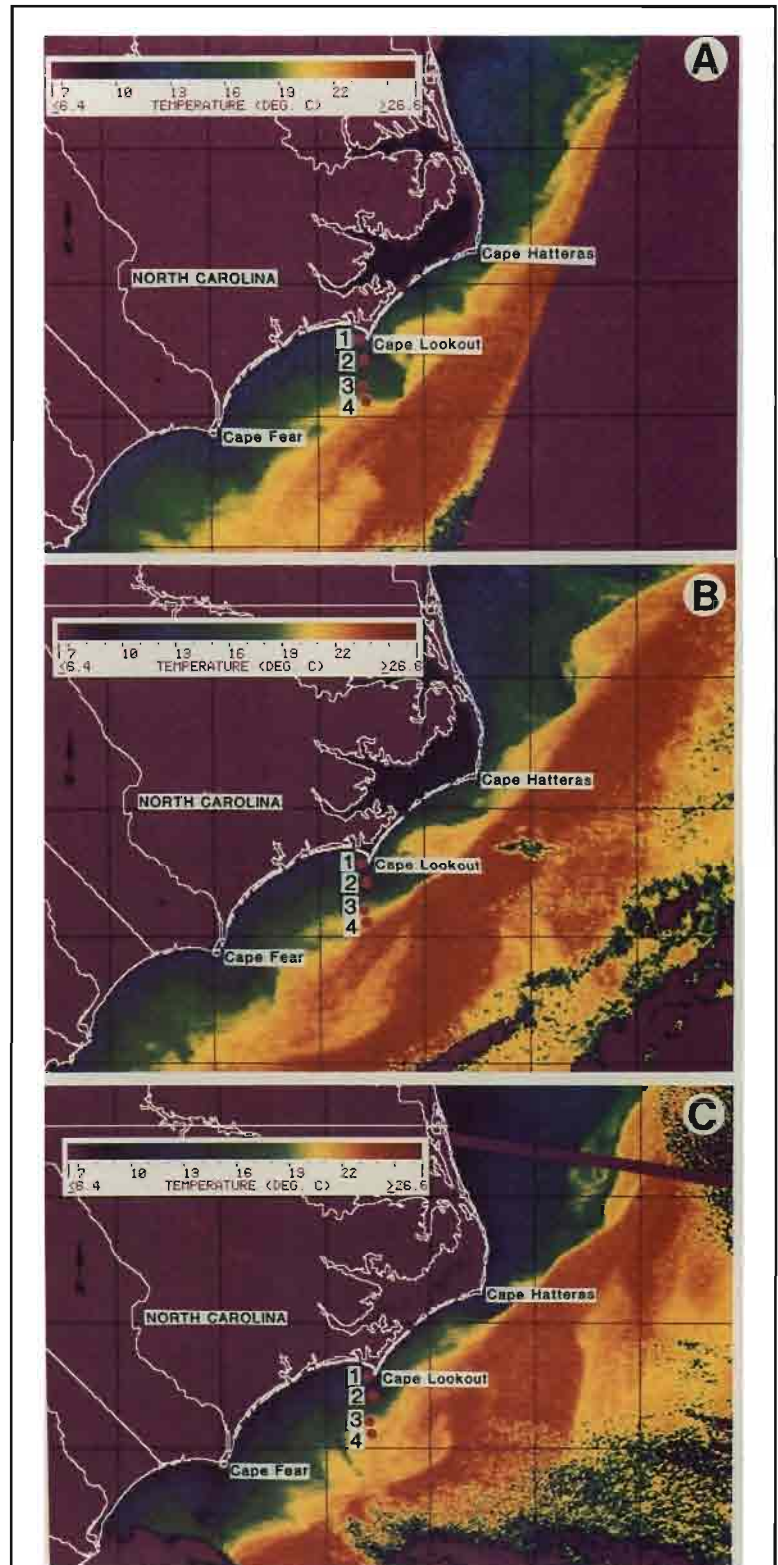 A
7 10 13 16 19 22
≤6.4 TEMPERATURE (DEG. C) ≥26.6
Cape Hatteras
NORTH CAROLINA
1 Cape Lookout
2
3
4
Cape Fear
B
7 10 13 16 19 22
≤6.4 TEMPERATURE (DEG. C) ≥26.6
Cape Hatteras
NORTH CAROLINA
1 Cape Lookout
2
3
4
Cape Fear
C
7 10 13 16 19 22
≤6.4 TEMPERATURE (DEG. C) ≥26.6
Cape Hatteras
NORTH CAROLINA
1 Cape Lookout
2
3
4
Cape Fear